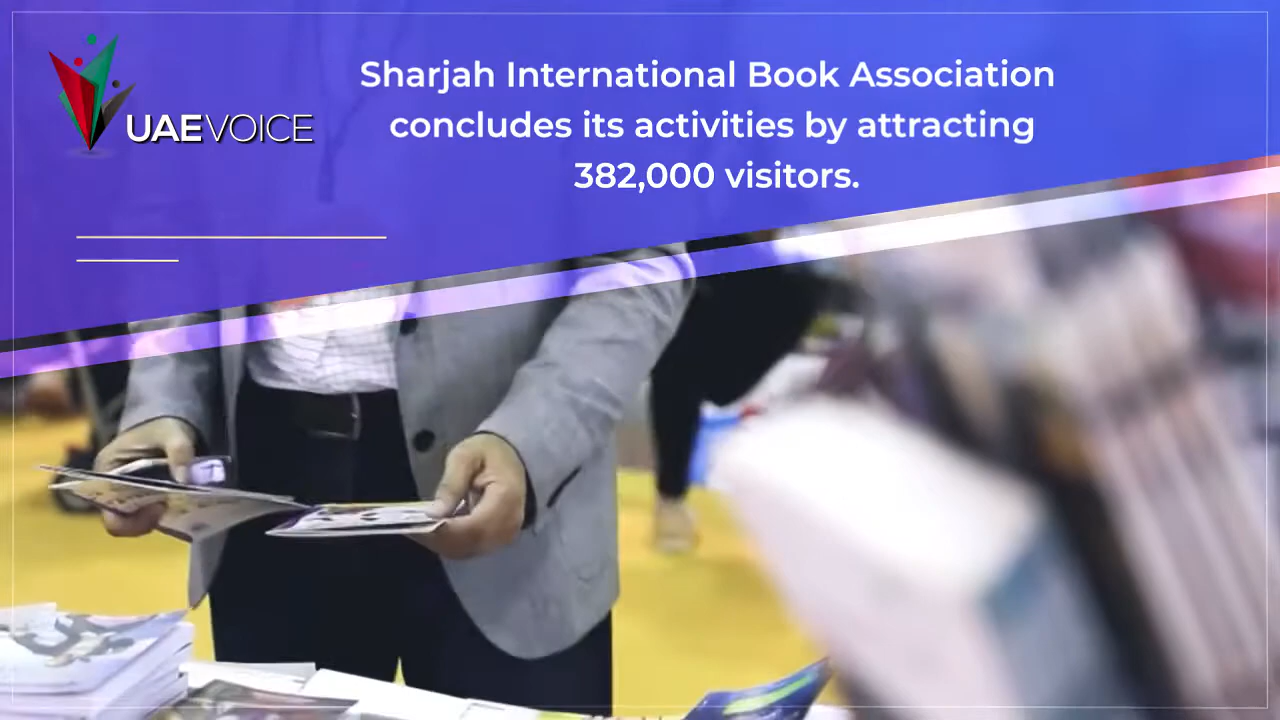 UAEVOICE
Sharjah International Book Association
concludes its activities by attracting
382,000 visitors.